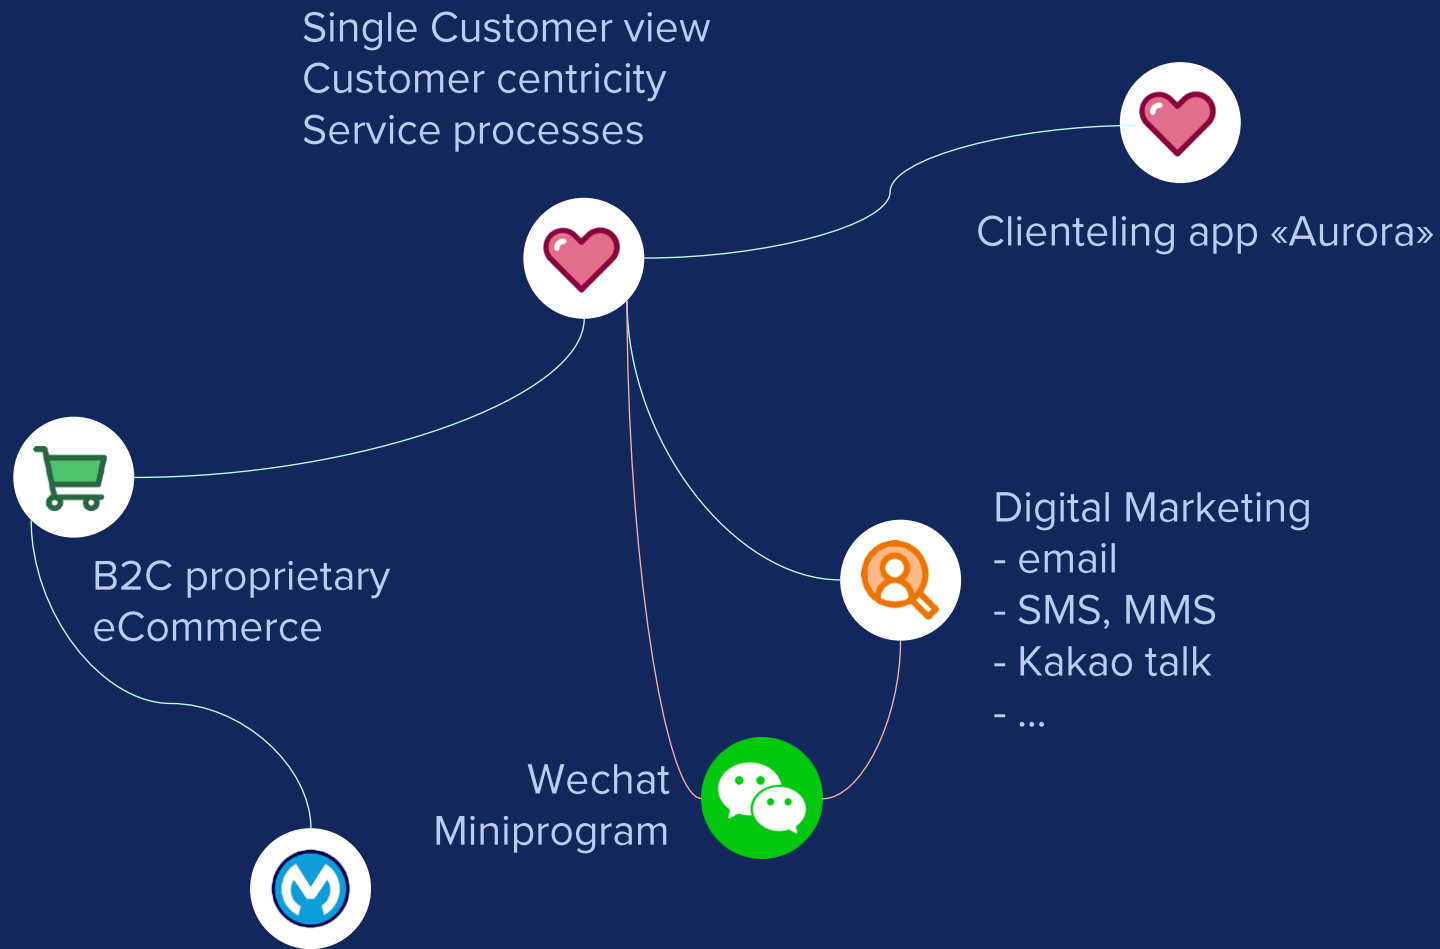 Single Customer view
Customer centricity
Service processes
Clienteling app «Aurora»
B2C proprietary
eCommerce
Digital Marketing
- email
- SMS, MMS
- Kakao talk
- ...
Wechat
Miniprogram